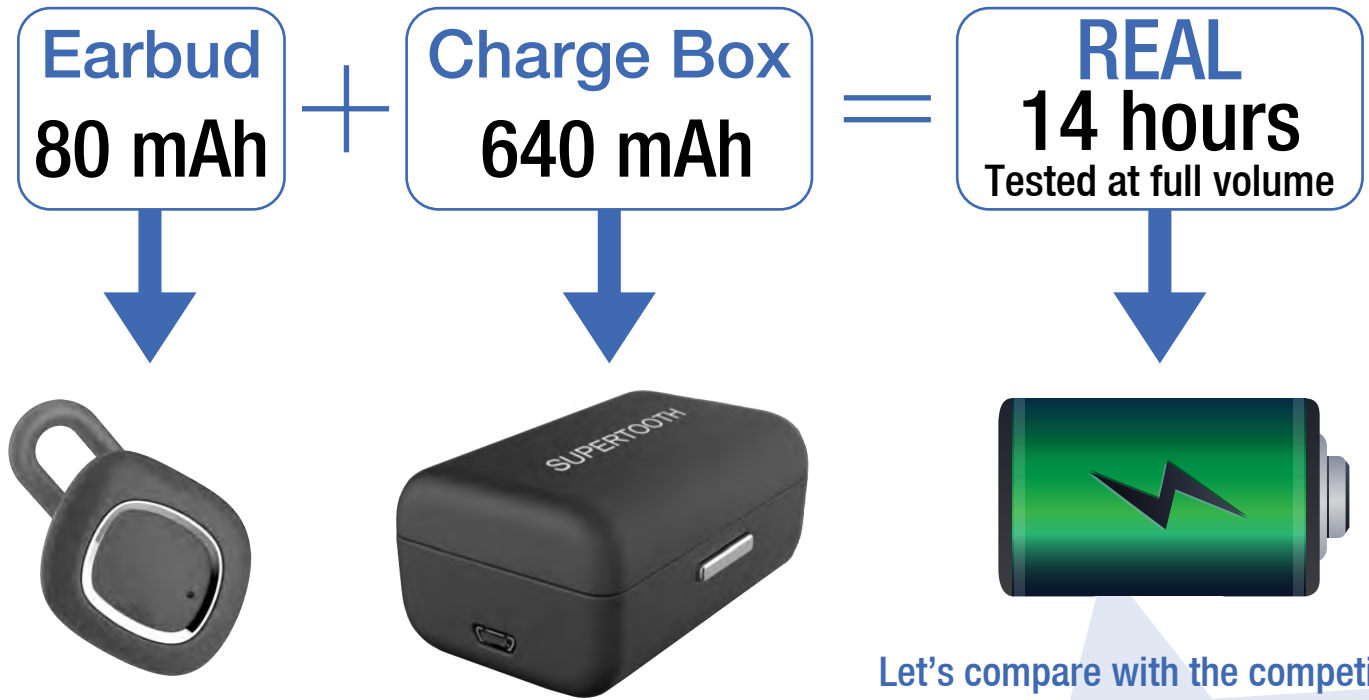 Earbud
80 mAh
+
Charge Box
640 mAh
=
REAL
14 hours
Tested at full volume
SUPERTOOTH
Let's compare with the competi